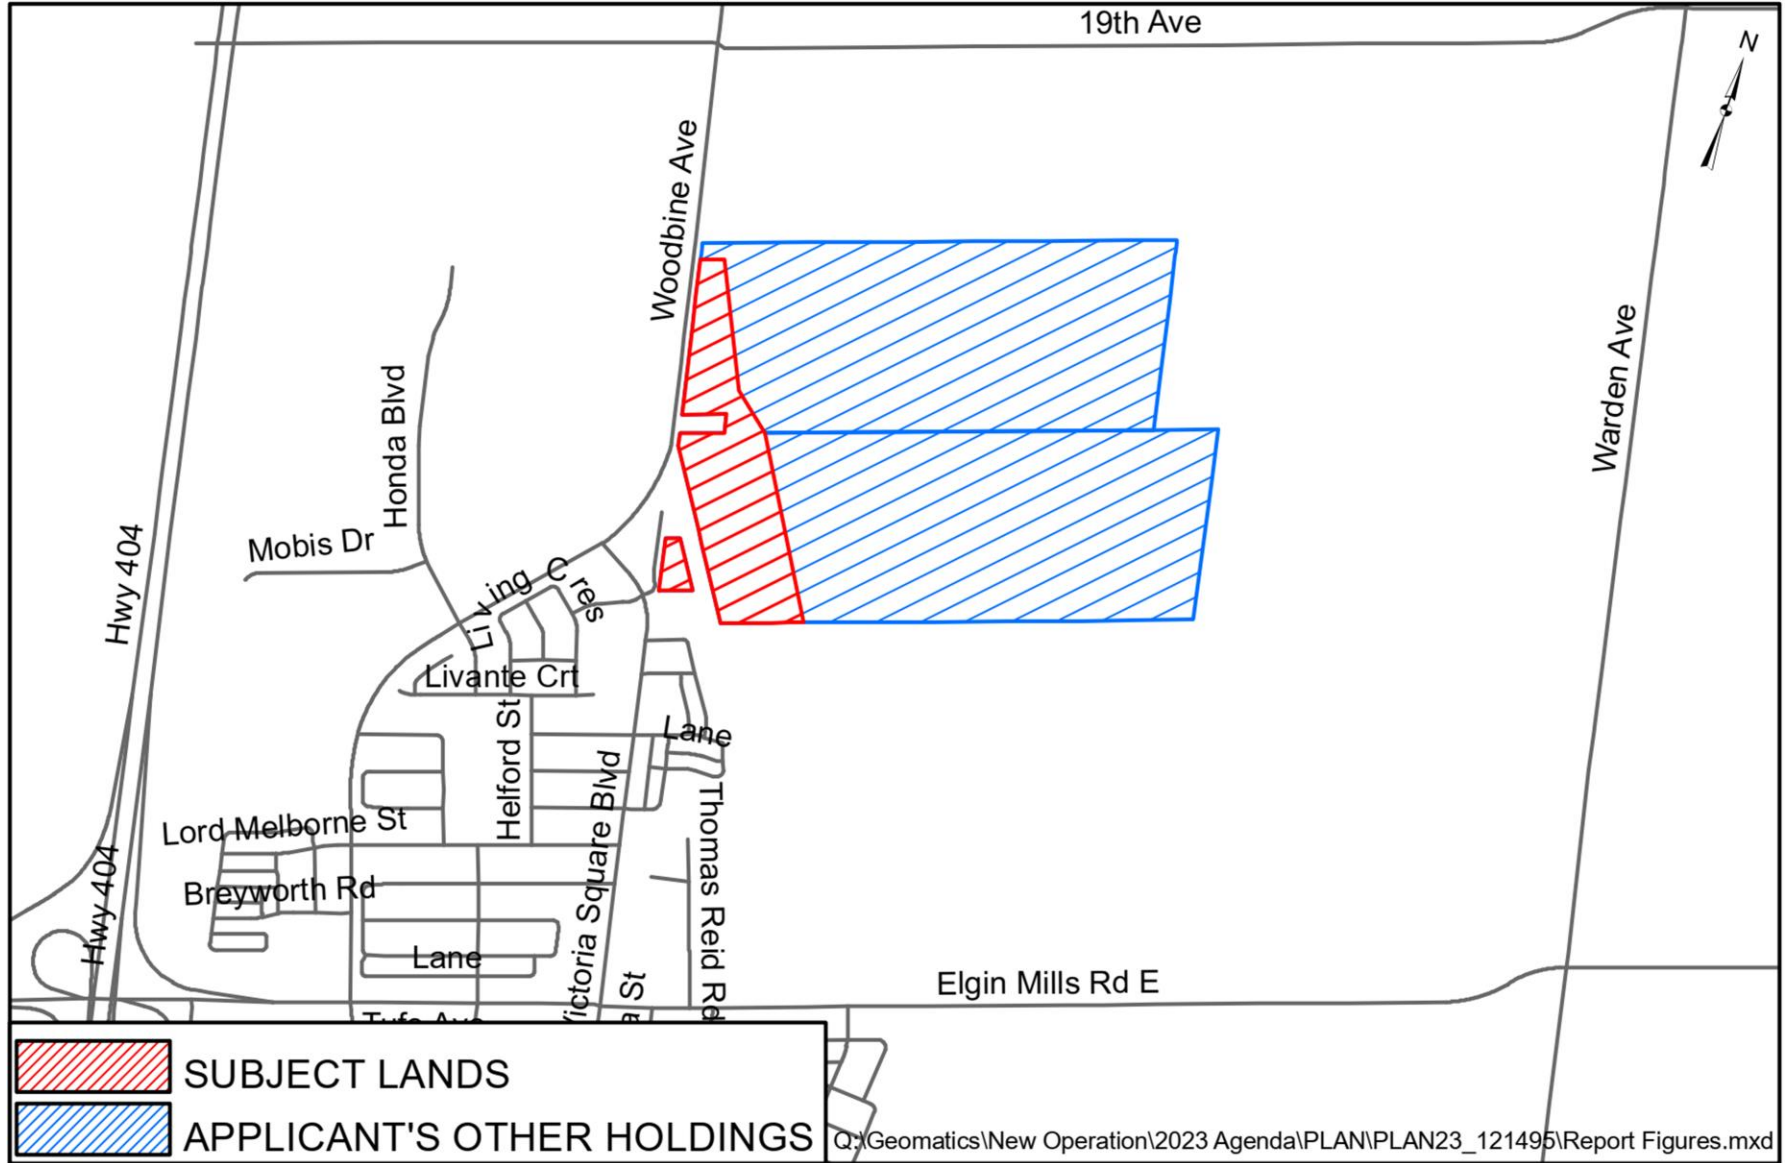 19th Ave
N
Woodbine Ave
Honda Blvd
Warden Ave
Mobis Dr
Hwy 404
Living Cres
Livante Crt
Helford St
Lane
Victoria Square Blvd
Lord Melborne St
Thomas Reid Rd
Breyworth Rd
Hwy 404
Lane
Elgin Mills Rd E
SUBJECT LANDS
APPLICANT'S OTHER HOLDINGS
Q:\Geomatics\New Operation\2023 Agenda\PLAN\PLAN23_121495\Report Figures.mxd